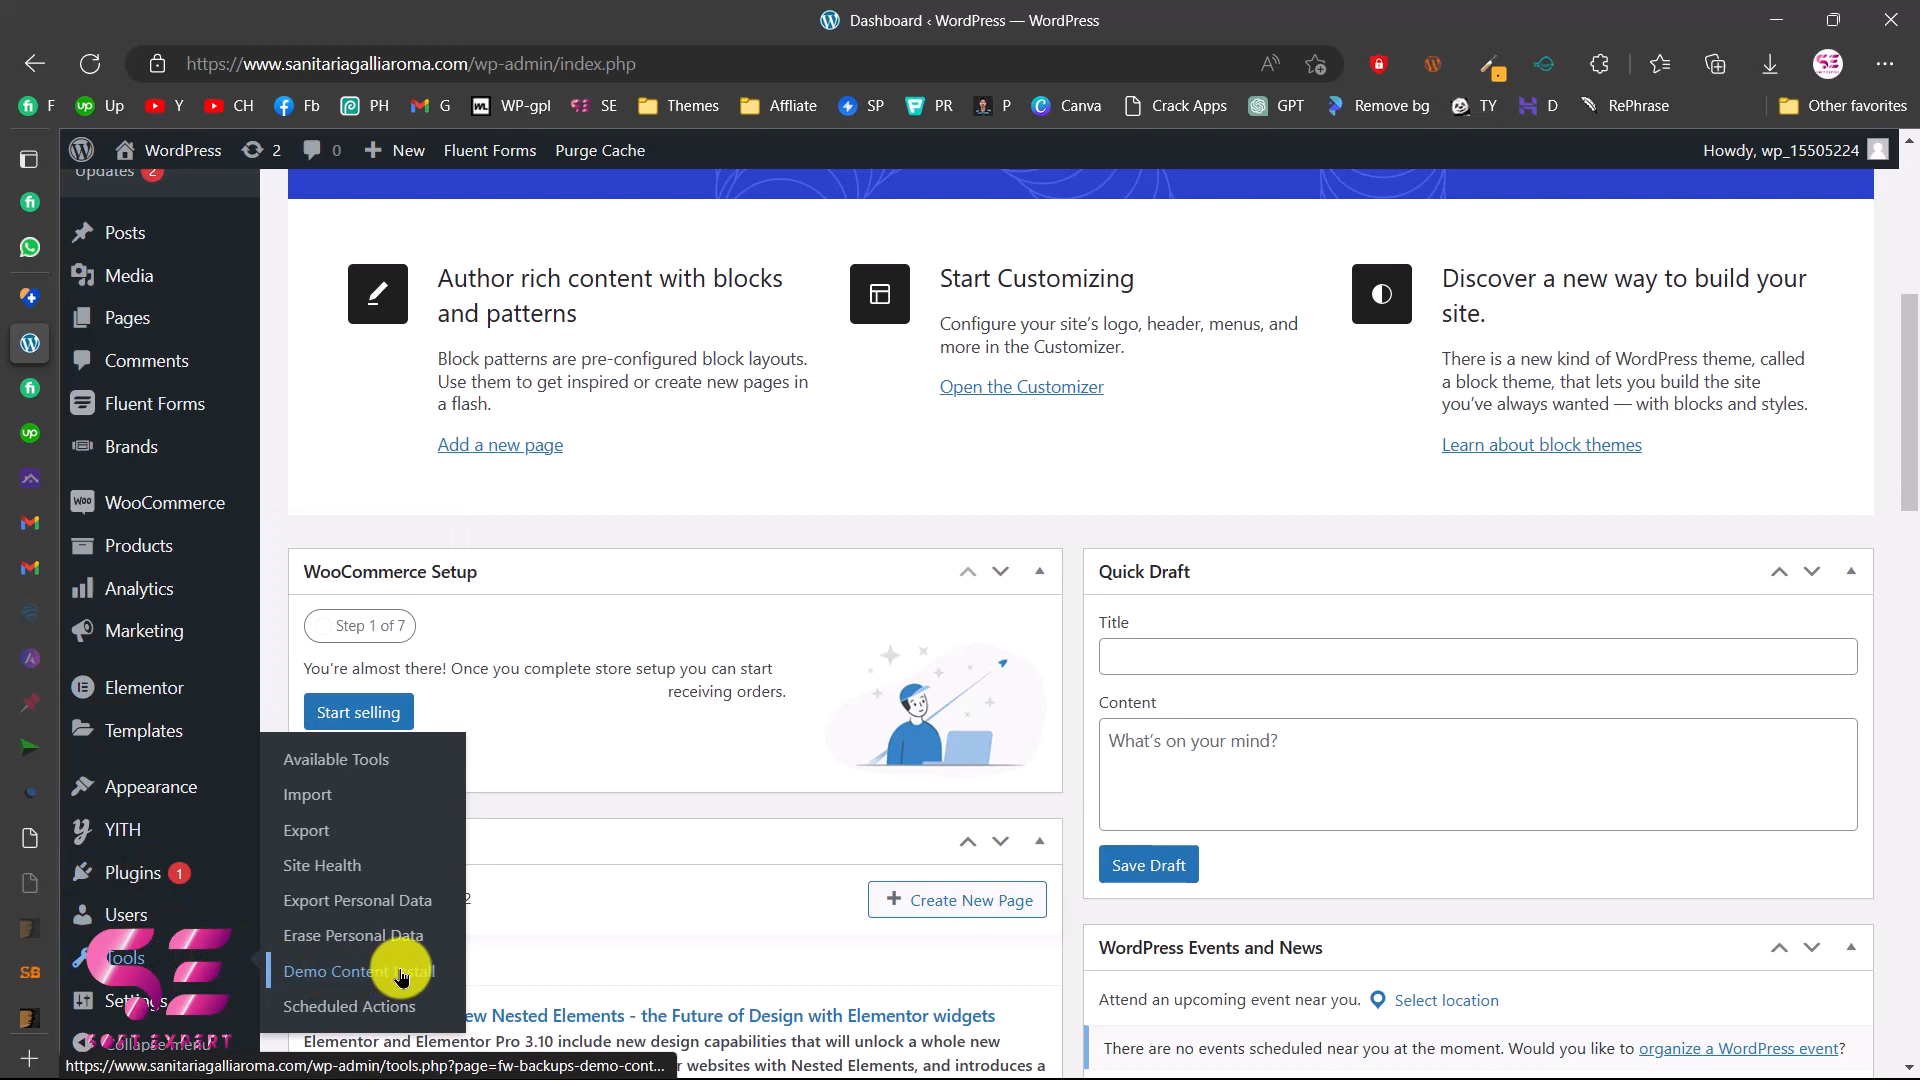 Dashboard ‹ WordPress — WordPress
https://www.sanitariagalliaroma.com/wp-admin/index.php
F Up Y CH Fb PH G WP-gpl SE Themes Affliate SP PR P Canva Crack Apps GPT Remove bg TY D RePhrase Other favorites
WordPress 2 0 New Fluent Forms Purge Cache Howdy, wp_15505224
Updates 2
Posts
Media
Pages
Comments
Fluent Forms
Brands
WooCommerce
Products
Analytics
Marketing
Elementor
Templates
Appearance
YITH
Plugins 1
Users
Tools
Settings
Collapse menu
SOFT EXPERT
Available Tools
Import
Export
Site Health
Export Personal Data
Erase Personal Data
Demo Content Install
Scheduled Actions
Author rich content with blocks
and patterns
Block patterns are pre-configured block layouts.
Use them to get inspired or create new pages in
a flash.
Add a new page
Start Customizing
Configure your site's logo, header, menus, and
more in the Customizer.
Open the Customizer
Discover a new way to build your
site.
There is a new kind of WordPress theme, called
a block theme, that lets you build the site
you've always wanted — with blocks and styles.
Learn about block themes
WooCommerce Setup
Step 1 of 7
You're almost there! Once you complete store setup you can start
receiving orders.
Start selling
2
Create New Page
ew Nested Elements - the Future of Design with Elementor widgets
Elementor and Elementor Pro 3.10 include new design capabilities that will unlock a whole new
r websites with Nested Elements, and introduces a
Quick Draft
Title
Content
What's on your mind?
Save Draft
WordPress Events and News
Attend an upcoming event near you. Select location
There are no events scheduled near you at the moment. Would you like to organize a WordPress event?
https://www.sanitariagalliaroma.com/wp-admin/tools.php?page=fw-backups-demo-cont...